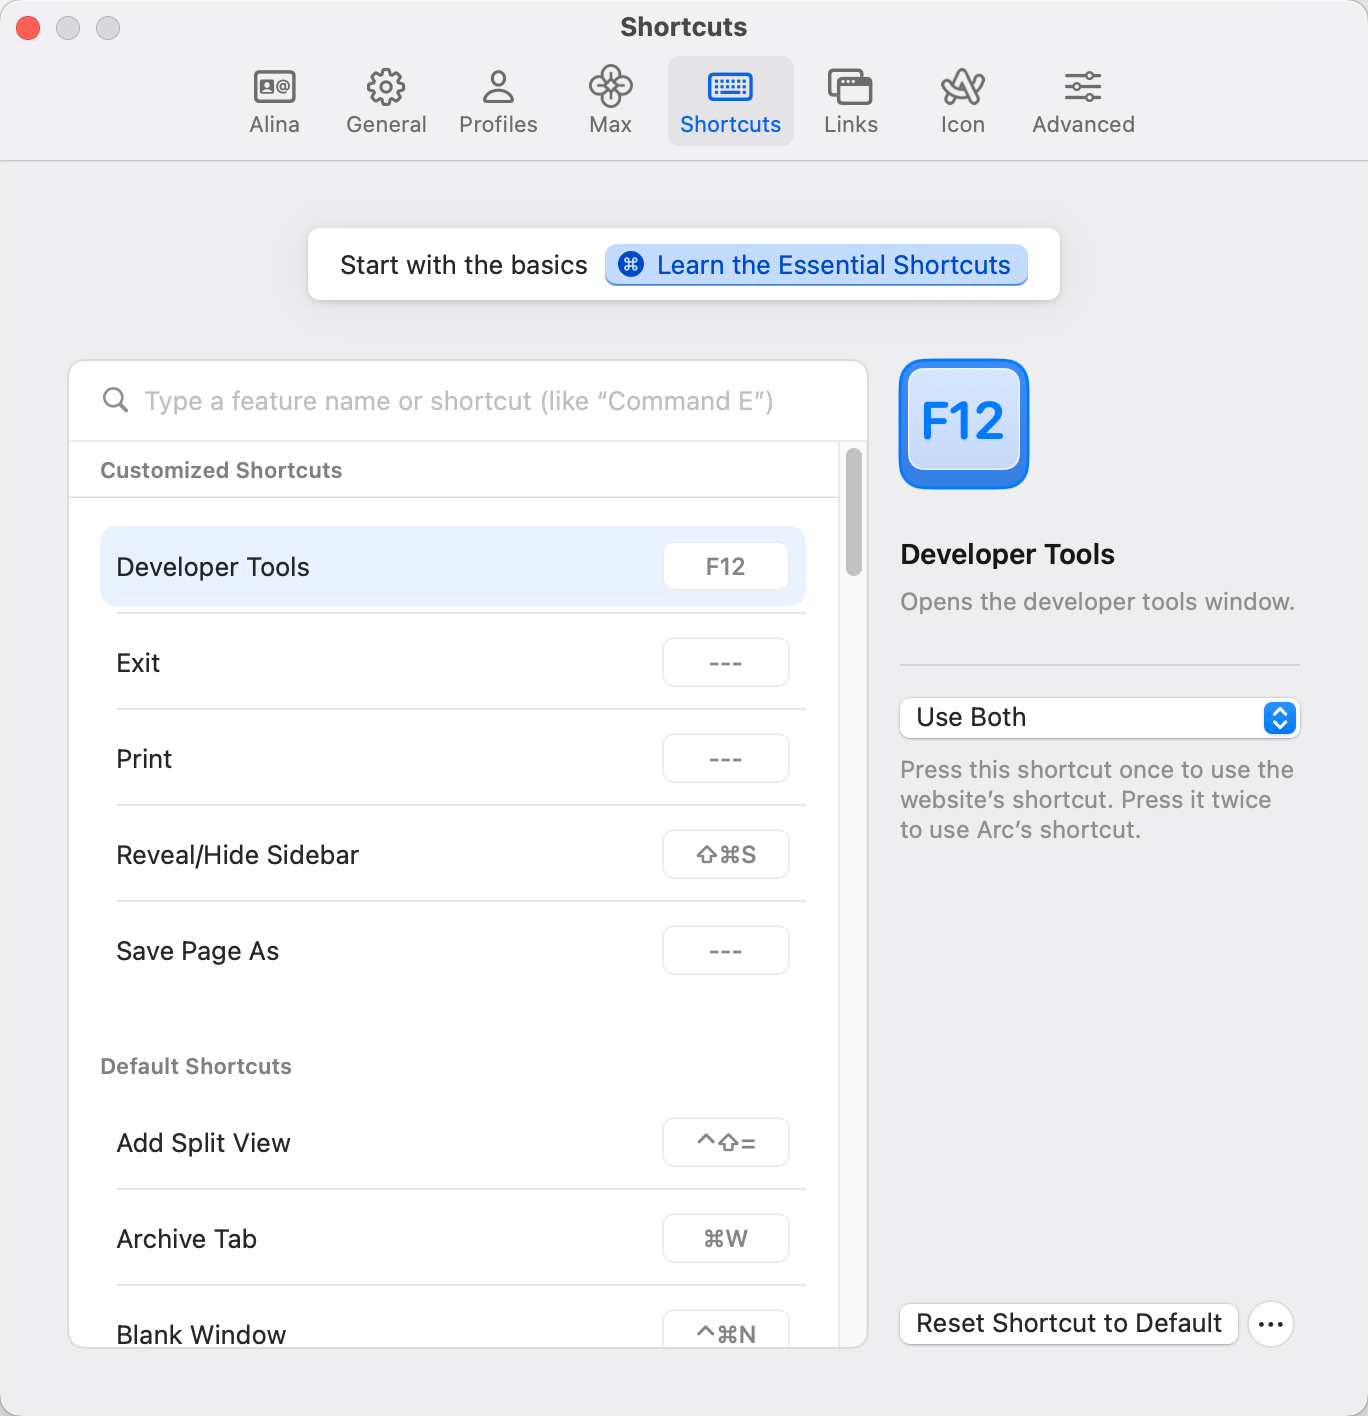 Shortcuts
Alina
General
Profiles
Max
Shortcuts
Links
Icon
Advanced
Start with the basics
⌘ Learn the Essential Shortcuts
Type a feature name or shortcut (like “Command E”)
Customized Shortcuts
Developer Tools F12
Exit ---
Print ---
Reveal/Hide Sidebar ⇧⌘S
Save Page As ---
Default Shortcuts
Add Split View ^⇧=
Archive Tab ⌘W
Blank Window ^⌘N
F12
Developer Tools
Opens the developer tools window.
Use Both
Press this shortcut once to use the
website’s shortcut. Press it twice
to use Arc’s shortcut.
Reset Shortcut to Default